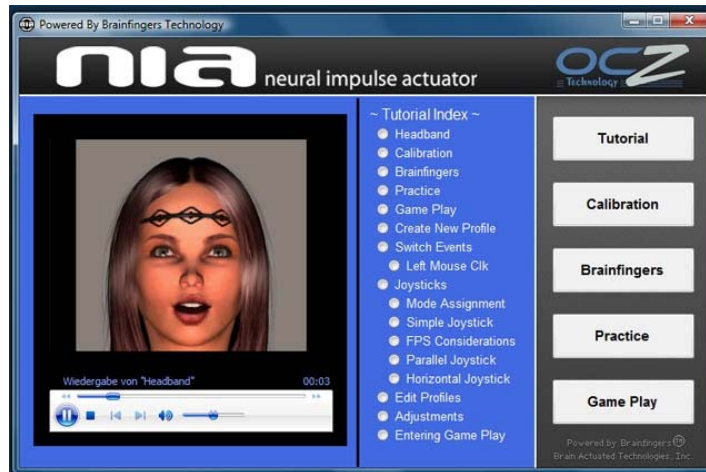 Powered By Brainfingers Technology
nia neural impulse actuator
OCZ
Technology
~ Tutorial Index ~
Headband
Calibration
Brainfingers
Practice
Game Play
Create New Profile
Switch Events
Left Mouse Clk
Joysticks
Mode Assignment
Simple Joystick
FPS Considerations
Parallel Joystick
Horizontal Joystick
Edit Profiles
Adjustments
Entering Game Play
Wiedergabe von "Headband" 00:03
Tutorial
Calibration
Brainfingers
Practice
Game Play
Powered by Brainfingers TM
Brain Actuated Technologies, Inc.